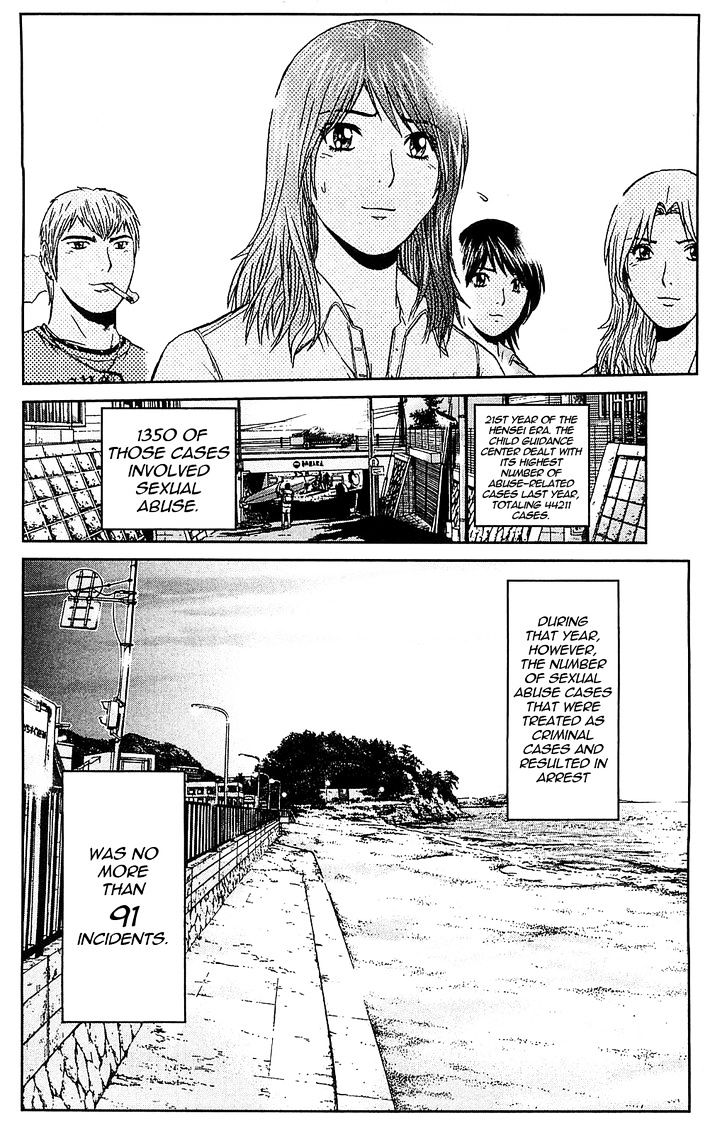 21ST YEAR OF THE
HENSEI ERA. THE
CHILD GUIDANCE
CENTER DEALT WITH
ITS HIGHEST
NUMBER OF
ABUSE-RELATED
CASES LAST YEAR,
TOTALING 44211
CASES.
1350 OF
THOSE CASES
INVOLVED
SEXUAL
ABUSE.
DURING
THAT YEAR,
HOWEVER,
THE NUMBER
OF SEXUAL
ABUSE CASES
THAT WERE
TREATED AS
CRIMINAL
CASES AND
RESULTED IN
ARREST
WAS NO
MORE
THAN
91
INCIDENTS.